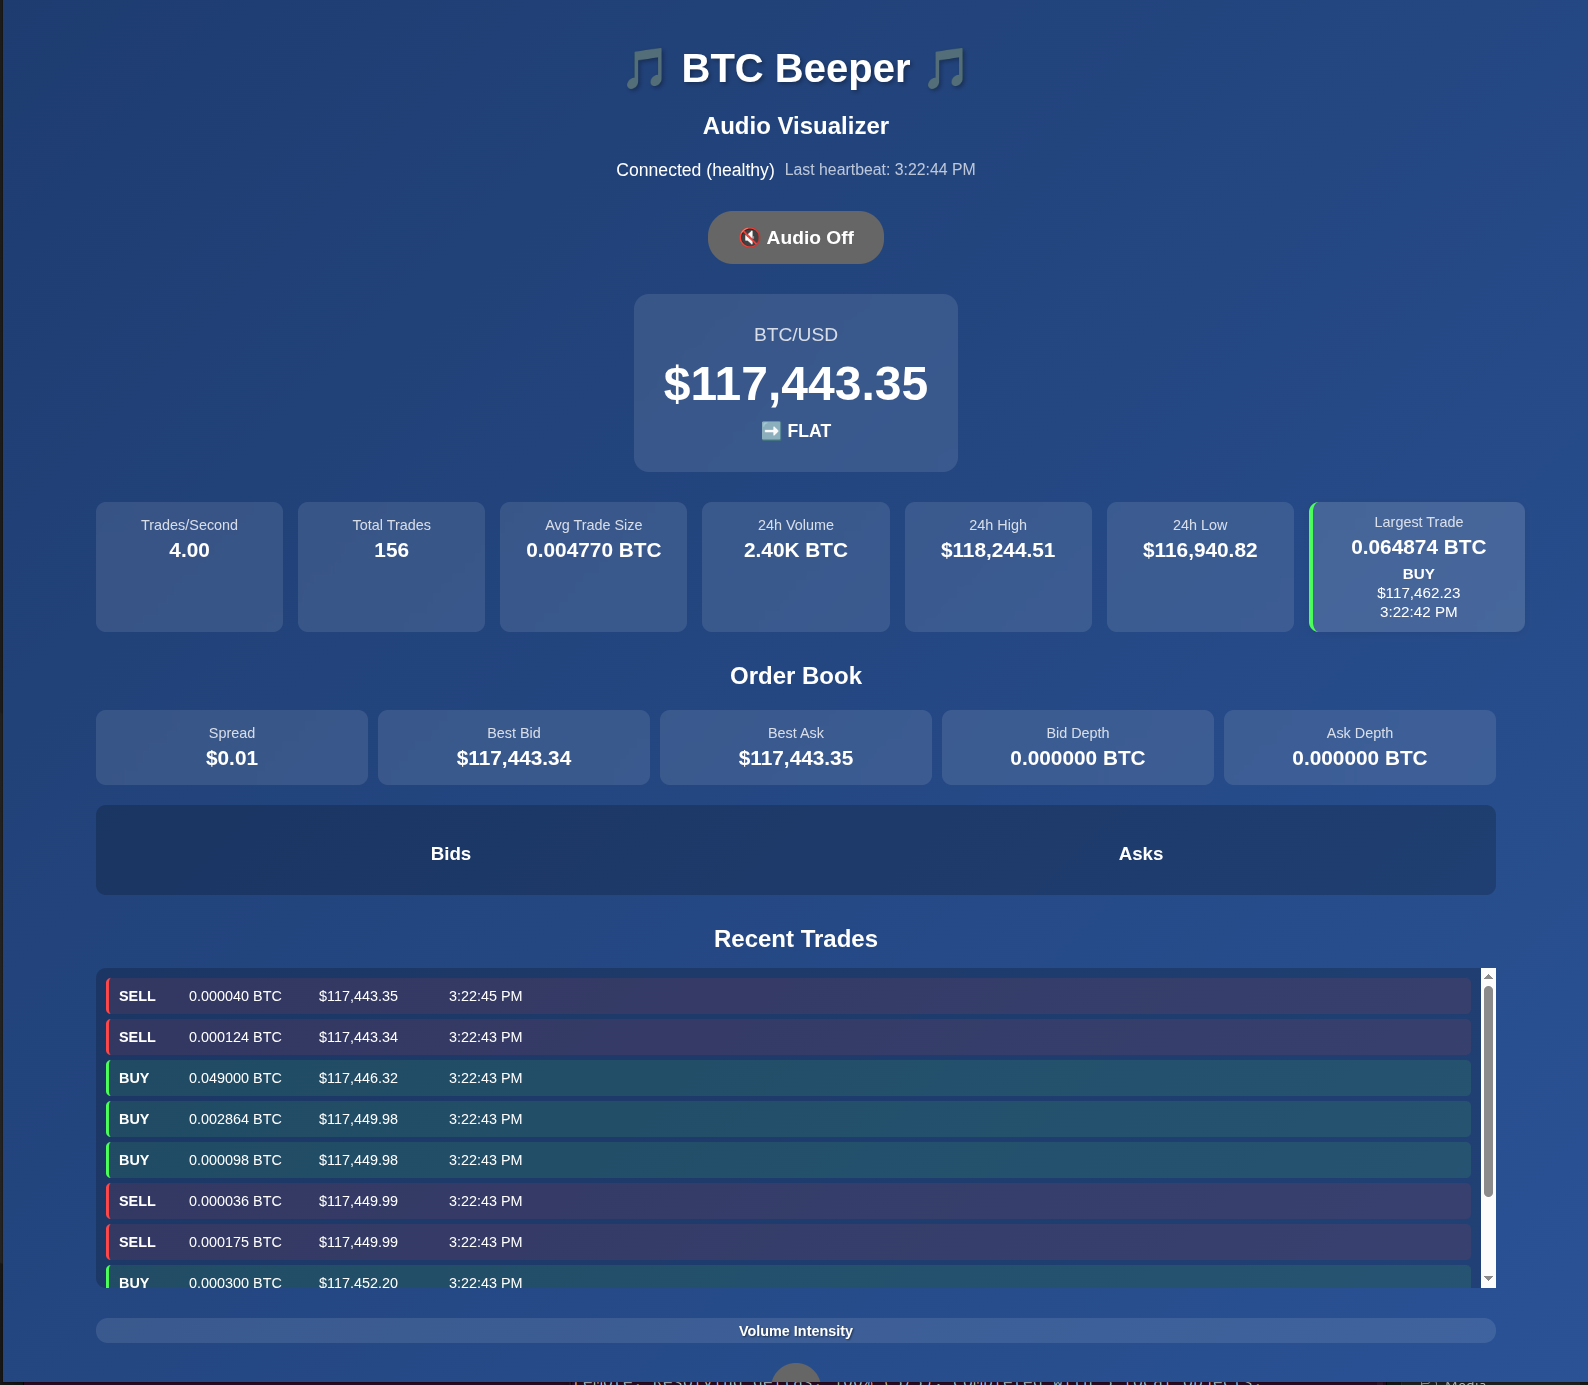 🎵 BTC Beeper 🎵
Audio Visualizer
Connected (healthy) Last heartbeat: 3:22:44 PM
🔇 Audio Off
BTC/USD
$117,443.35
➡️ FLAT
Trades/Second
4.00
Total Trades
156
Avg Trade Size
0.004770 BTC
24h Volume
2.40K BTC
24h High
$118,244.51
24h Low
$116,940.82
Largest Trade
0.064874 BTC
BUY
$117,462.23
3:22:42 PM
Order Book
Spread
$0.01
Best Bid
$117,443.34
Best Ask
$117,443.35
Bid Depth
0.000000 BTC
Ask Depth
0.000000 BTC
Bids
Asks
Recent Trades
SELL 0.000040 BTC $117,443.35 3:22:45 PM
SELL 0.000124 BTC $117,443.34 3:22:43 PM
BUY 0.049000 BTC $117,446.32 3:22:43 PM
BUY 0.002864 BTC $117,449.98 3:22:43 PM
BUY 0.000098 BTC $117,449.98 3:22:43 PM
SELL 0.000036 BTC $117,449.99 3:22:43 PM
SELL 0.000175 BTC $117,449.99 3:22:43 PM
BUY 0.000300 BTC $117,452.20 3:22:43 PM
Volume Intensity